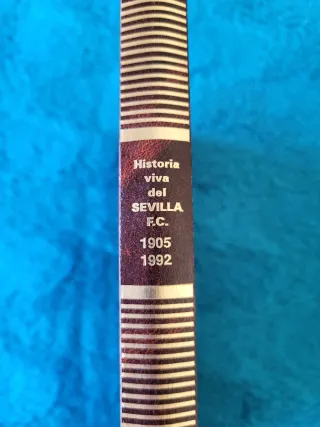 Historia
viva
del
SEVILLA
F.C.
1905
1992